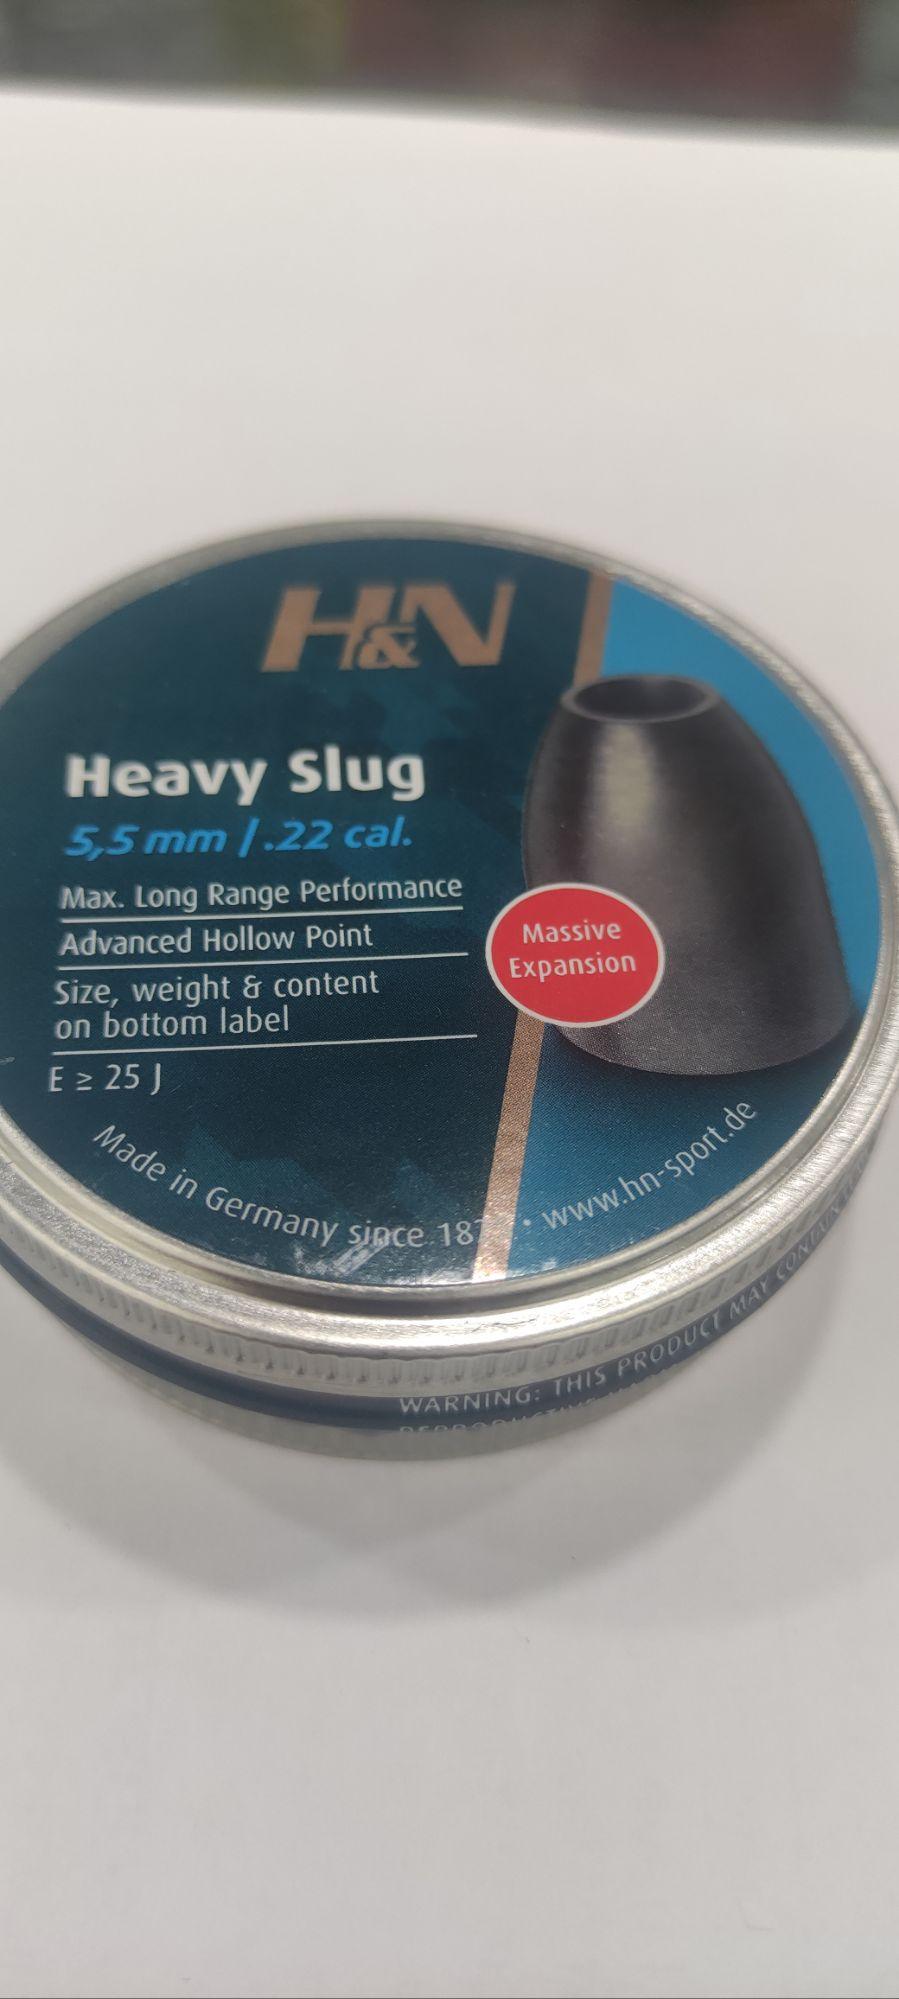 H&N
Heavy Slug
5,5 mm / .22 cal.
Max. Long Range Performance
Advanced Hollow Point
Size, weight & content
on bottom label
E ≥ 25 J
Massive
Expansion
Made in Germany since • www.hn-sport.de
WARNING: THIS PRODUCT MAY CONTAIN